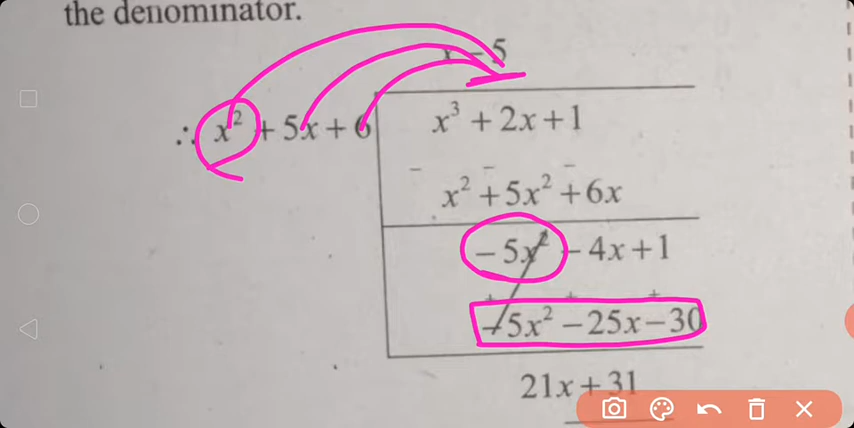 the denominator.
x − 5
∴ x² + 5x + 6 x³ + 2x + 1
− − −
x² + 5x² + 6x
− 5x² − 4x + 1
+ + +
− 5x² − 25x − 30
21x + 31